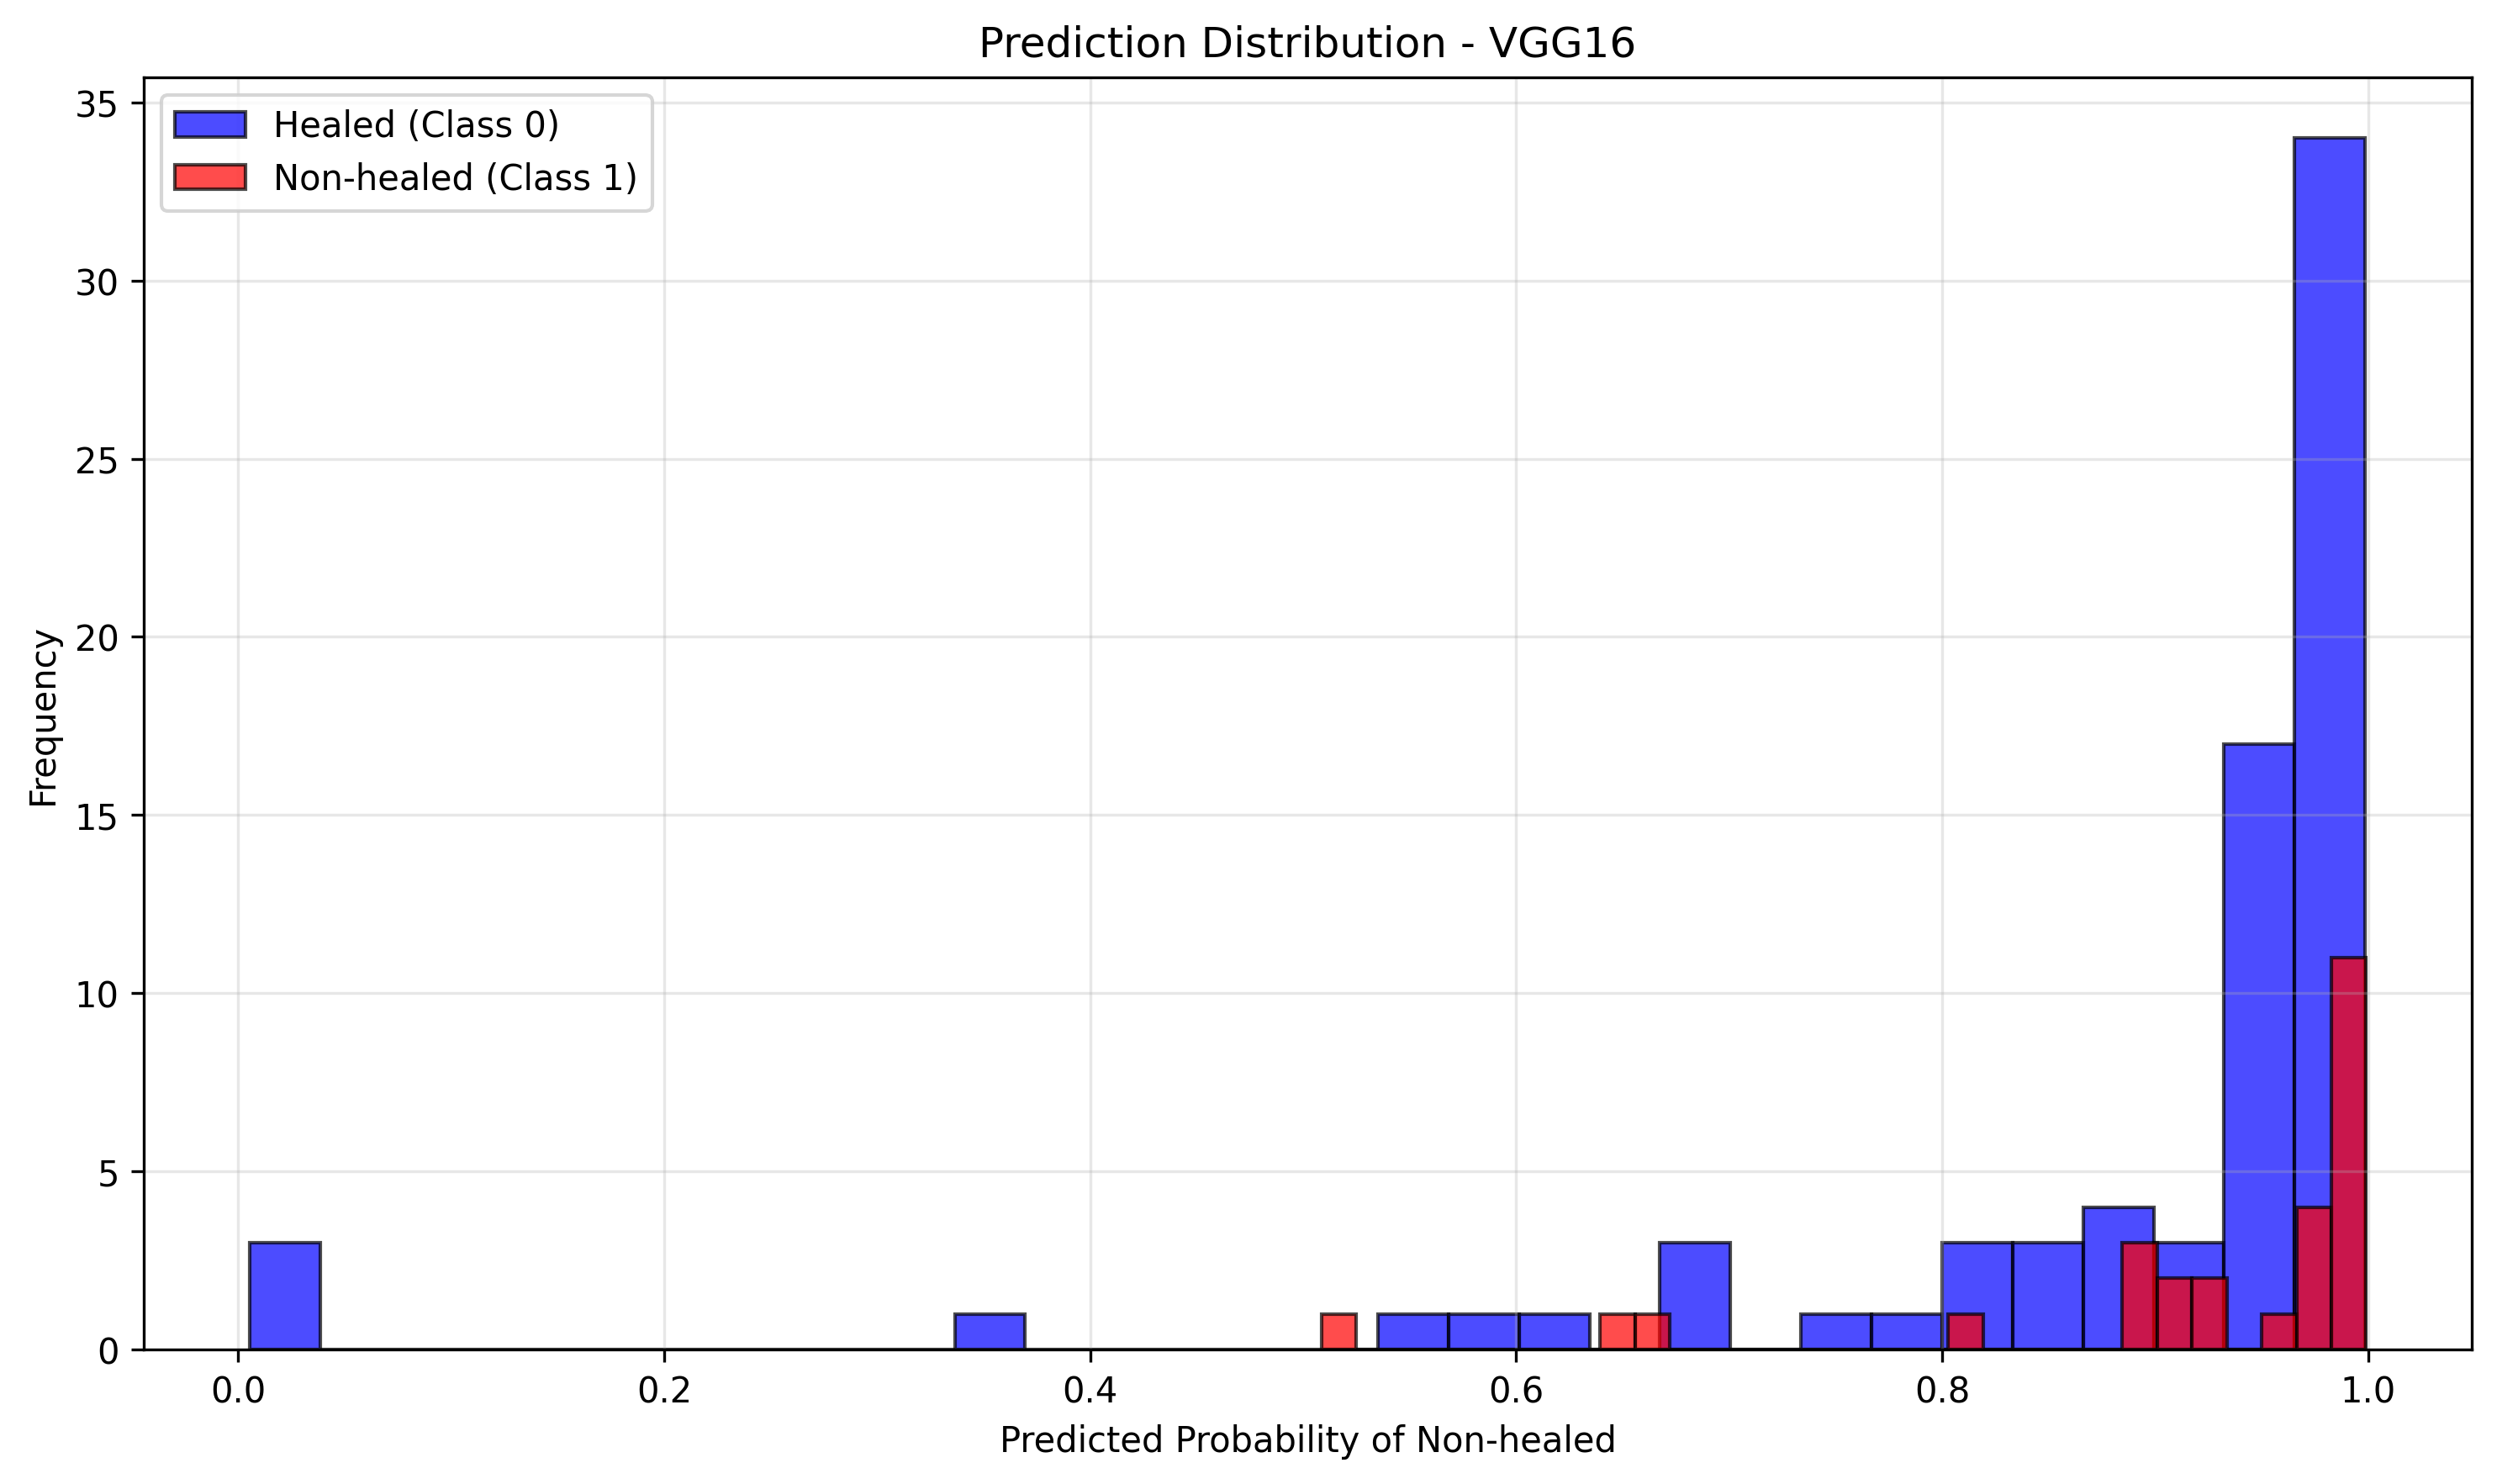 Prediction Distribution - VGG16
Healed (Class 0)
Non-healed (Class 1)
Frequency
35
30
25
20
15
10
5
0
0.0 0.2 0.4 0.6 0.8 1.0
Predicted Probability of Non-healed